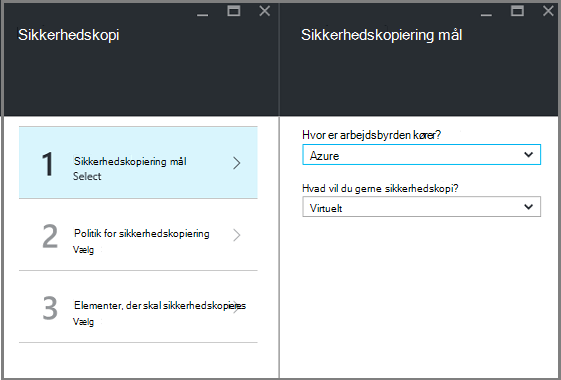 Sikkerhedskopi
1
Sikkerhedskopiering mål
Select
2
Politik for sikkerhedskopiering
Vælg
3
Elementer, der skal sikkerhedskopieres
Vælg
Sikkerhedskopiering mål
Hvor er arbejdsbyrden kører?
Azure
Hvad vil du gerne sikkerhedskopi?
Virtuelt